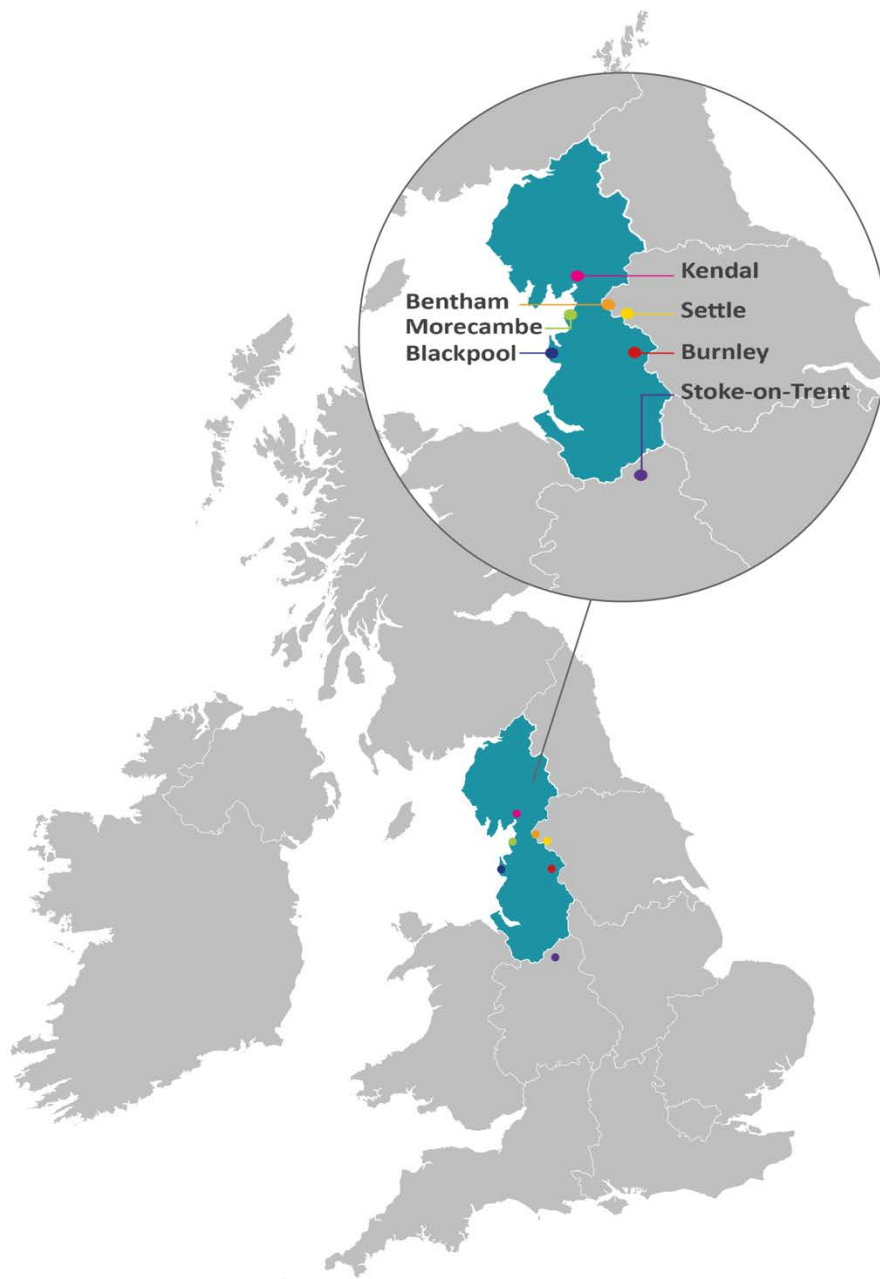 Kendal
Bentham
Settle
Morecambe
Blackpool
Burnley
Stoke-on-Trent